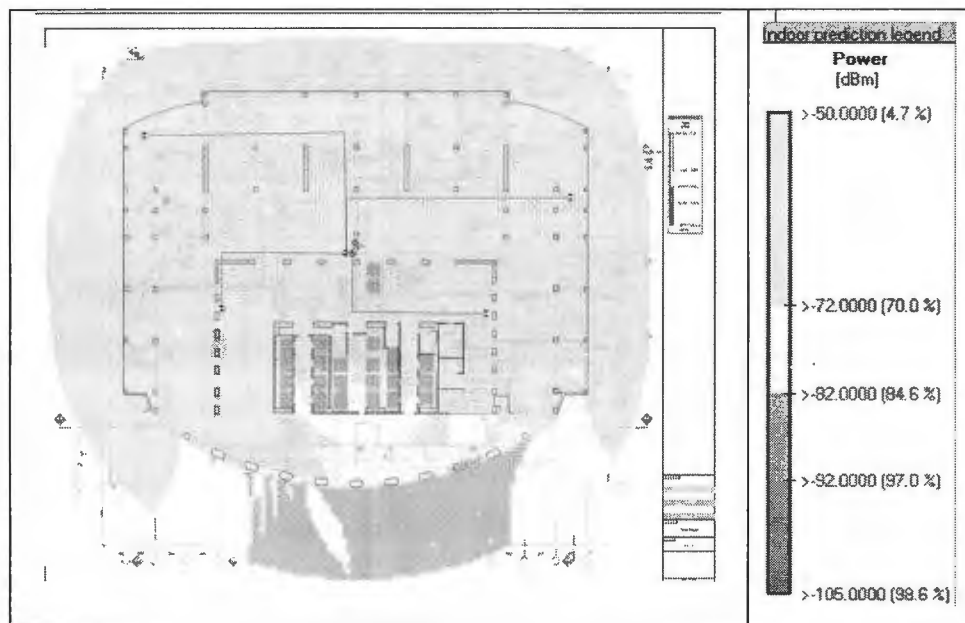 Indoor prediction legend
Power
[dBm]
>-50.0000 (4.7 %)
>-72.0000 (70.0 %)
>-82.0000 (84.6 %)
>-92.0000 (97.0 %)
>-105.0000 (98.6 %)